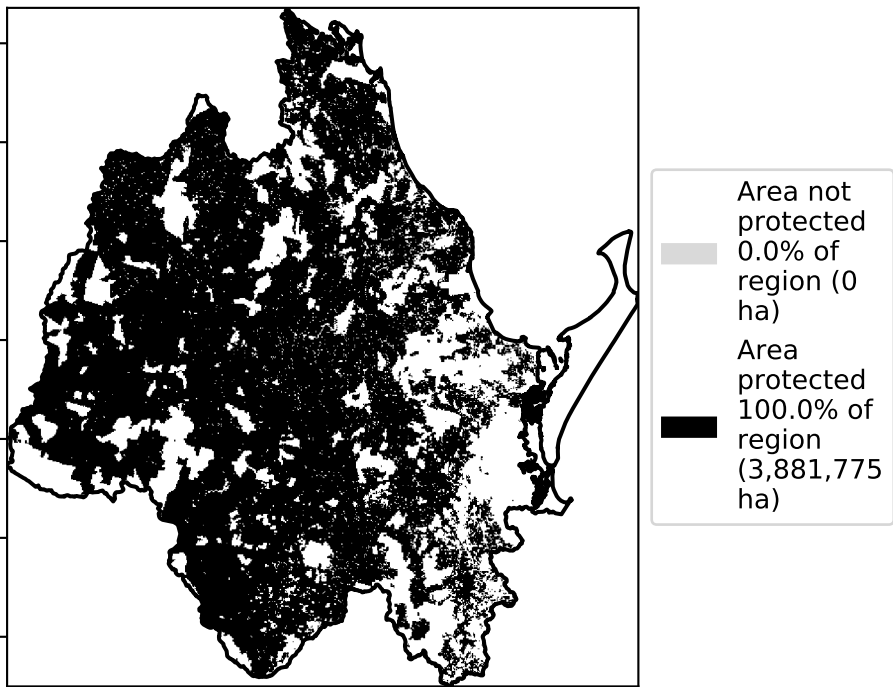 Area not
protected
0.0% of
region (0
ha)
Area
protected
100.0% of
region
(3,881,775
ha)